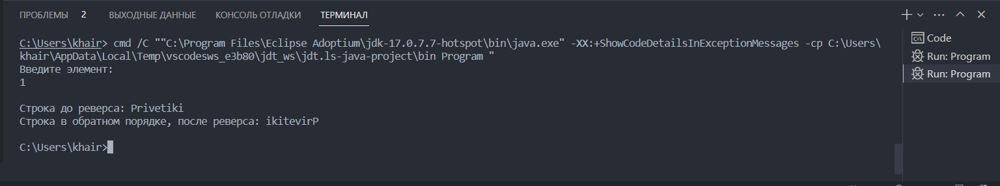 ПРОБЛЕМЫ 2 ВЫХОДНЫЕ ДАННЫЕ КОНСОЛЬ ОТЛАДКИ ТЕРМИНАЛ
C:\Users\khair> cmd /C ""C:\Program Files\Eclipse Adoptium\jdk-17.0.7.7-hotspot\bin\java.exe" -XX:+ShowCodeDetailsInExceptionMessages -cp C:\Users\
khair\AppData\Local\Temp\vscodesws_e3b80\jdt_ws\jdt.ls-java-project\bin Program "
Введите элемент:
1
Строка до реверса: Privetiki
Строка в обратном порядке, после реверса: ikitevirP
C:\Users\khair>
Code
Run: Program
Run: Program